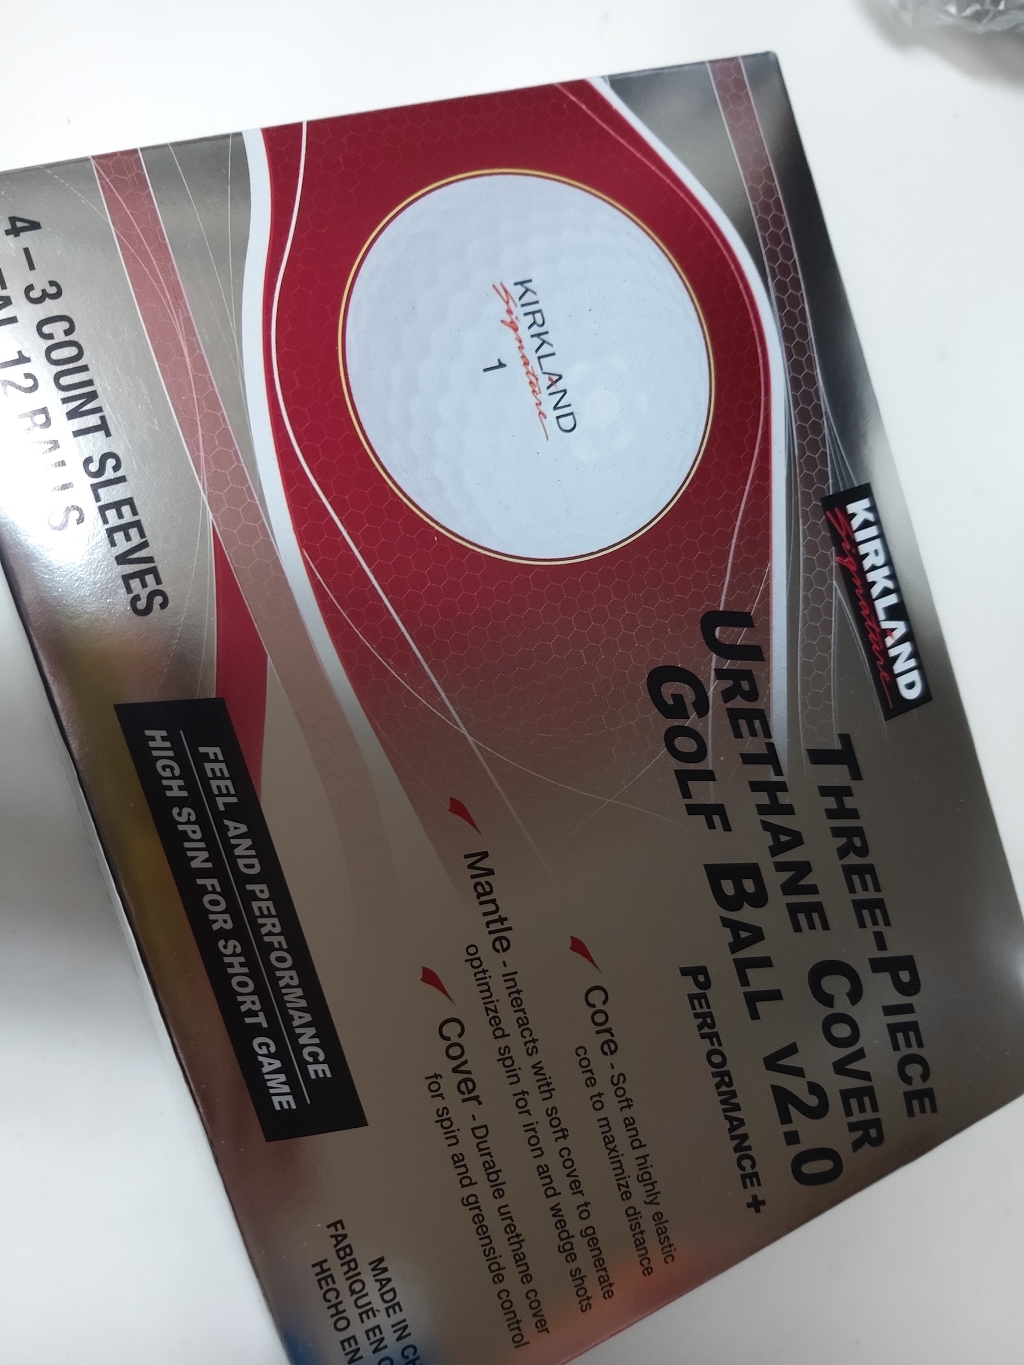 KIRKLAND
Signature
THREE-PIECE
URETHANE COVER
GOLF BALL V2.0
PERFORMANCE+
Core - Soft and highly elastic
core to maximize distance
Mantle - Interacts with soft cover to generate
optimized spin for iron and wedge shots
Cover - Durable urethane cover
for spin and greenside control
KIRKLAND
Signature
1
FEEL AND PERFORMANCE
HIGH SPIN FOR SHORT GAME
4 – 3 COUNT SLEEVES
12 BALLS
MADE IN
FABRIQUÉ EN
HECHO EN